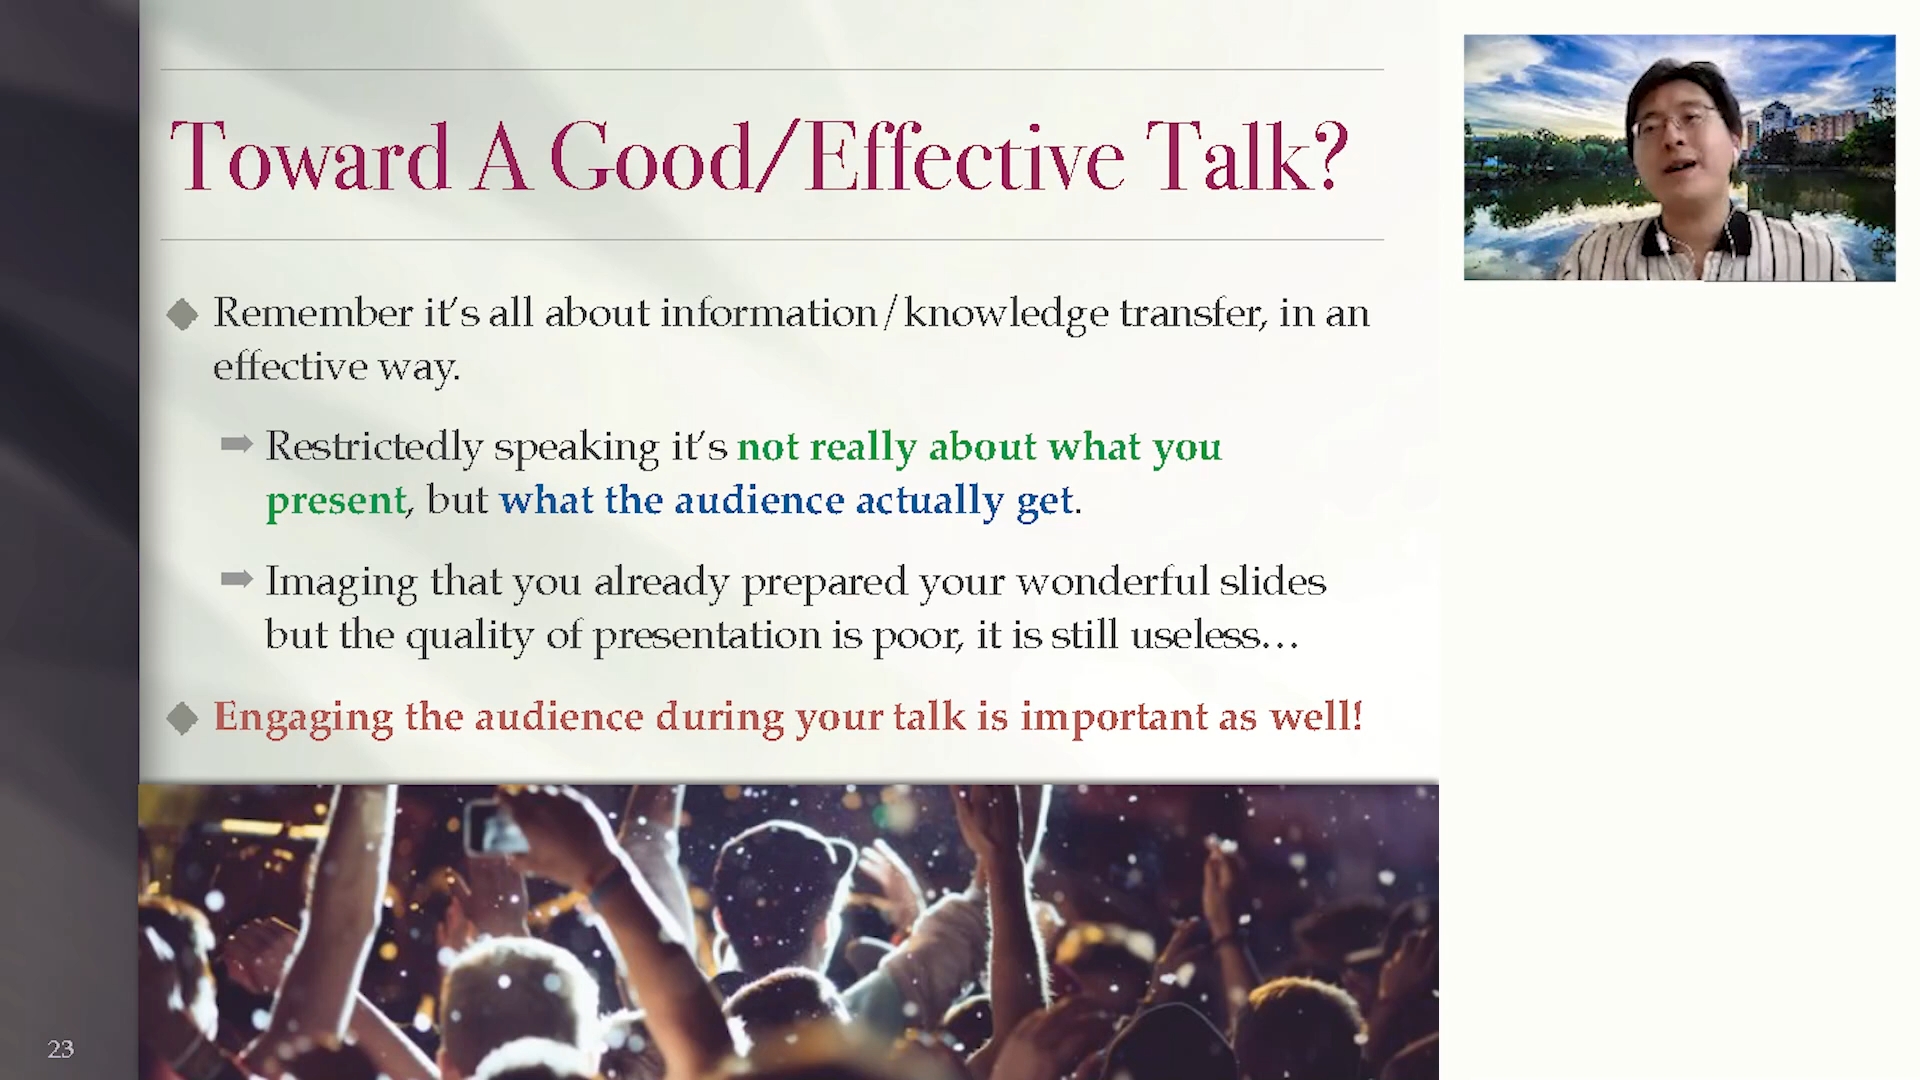 Toward A Good/Effective Talk?
Remember it's all about information/knowledge transfer, in an
effective way.
Restrictedly speaking it's not really about what you
present, but what the audience actually get.
Imaging that you already prepared your wonderful slides
but the quality of presentation is poor, it is still useless…
Engaging the audience during your talk is important as well!
23